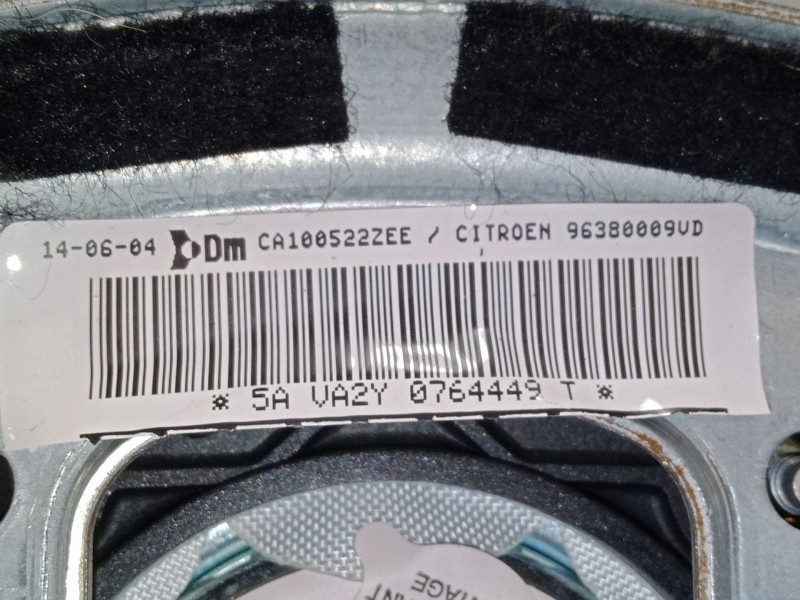 14-06-04 Dm CA100522ZEE / CITROEN 96380009VD
* 5A VA2Y 0764449 T *